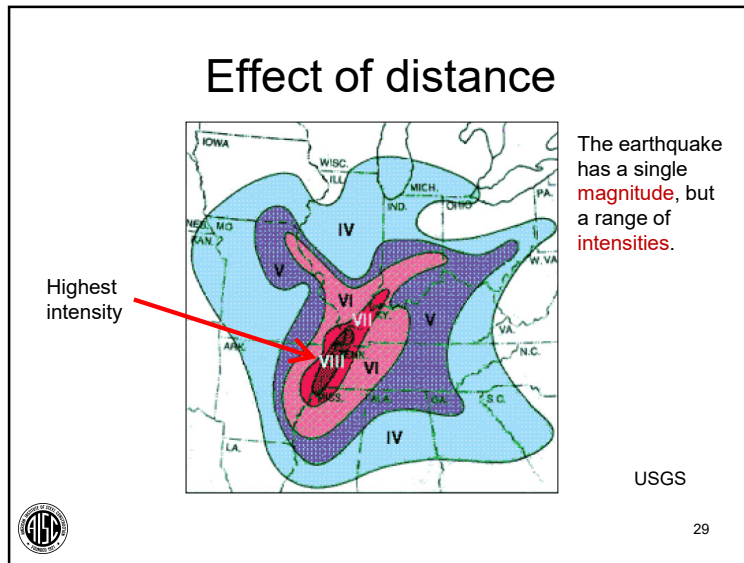 Effect of distance
IOWA
WISC.
ILL.
MICH.
IND.
OHIO
PA.
NEB. MO.
KAN.
IV
V
W.VA.
VI
VII
KY.
V
VA.
ARK.
TENN.
N.C.
VIII
VI
MISS.
ALA.
GA.
S.C.
IV
LA.
Highest
intensity
The earthquake
has a single
magnitude, but
a range of
intensities.
USGS
AISC
29